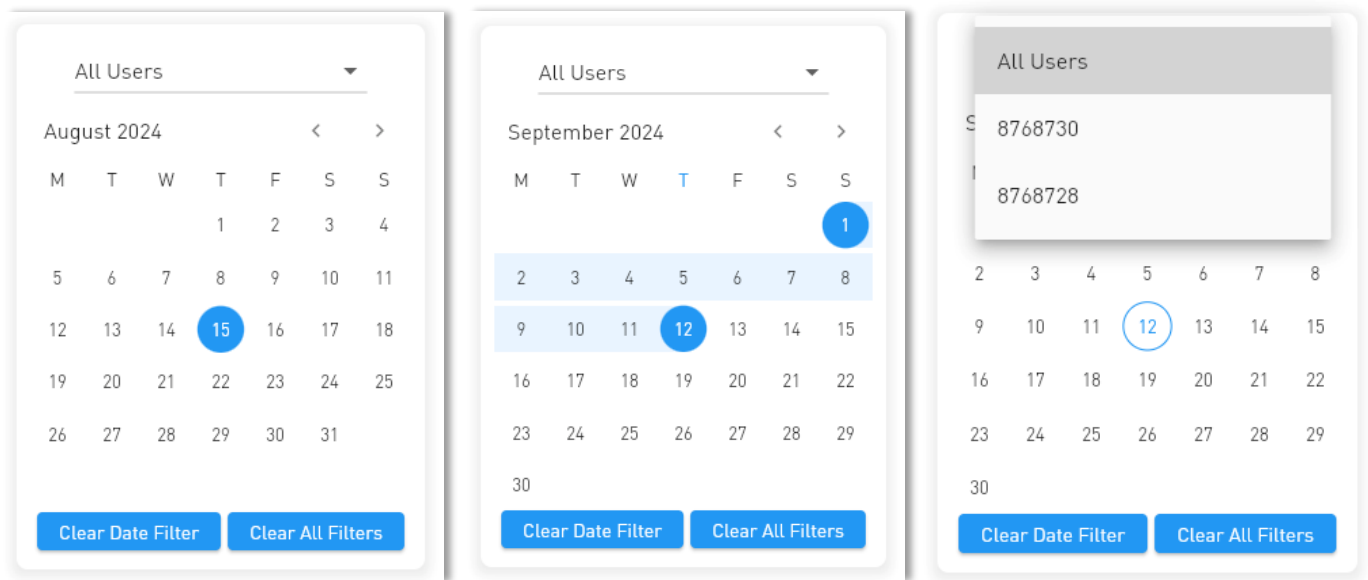 All Users
August 2024
M T W T F S S
1 2 3 4
5 6 7 8 9 10 11
12 13 14 15 16 17 18
19 20 21 22 23 24 25
26 27 28 29 30 31
Clear Date Filter Clear All Filters
All Users
September 2024
M T W T F S S
1
2 3 4 5 6 7 8
9 10 11 12 13 14 15
16 17 18 19 20 21 22
23 24 25 26 27 28 29
30
Clear Date Filter Clear All Filters
All Users
8768730
8768728
2 3 4 5 6 7 8
9 10 11 12 13 14 15
16 17 18 19 20 21 22
23 24 25 26 27 28 29
30
Clear Date Filter Clear All Filters